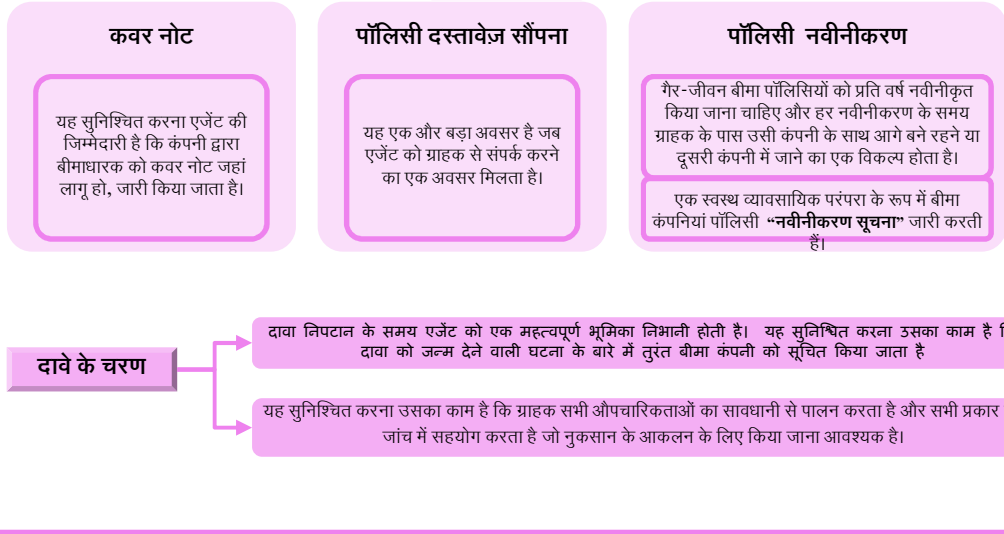 कवर नोट
यह सुनिश्चित करना एजेंट की
जिम्मेदारी है कि कंपनी द्वारा
बीमाधारक को कवर नोट जहां
लागू हो, जारी किया जाता है।
पॉलिसी दस्तावेज़ सौंपना
यह एक और बड़ा अवसर है जब
एजेंट को ग्राहक से संपर्क करने
का एक अवसर मिलता है।
पॉलिसी नवीनीकरण
गैर-जीवन बीमा पॉलिसियों को प्रति वर्ष नवीनीकृत
किया जाना चाहिए और हर नवीनीकरण के समय
ग्राहक के पास उसी कंपनी के साथ आगे बने रहने या
दूसरी कंपनी में जाने का एक विकल्प होता है।
एक स्वस्थ व्यावसायिक परंपरा के रूप में बीमा
कंपनियां पॉलिसी “नवीनीकरण सूचना” जारी करती
हैं।
दावे के चरण
दावा निपटान के समय एजेंट को एक महत्वपूर्ण भूमिका निभानी होती है। यह सुनिश्चित करना उसका काम है
दावा को जन्म देने वाली घटना के बारे में तुरंत बीमा कंपनी को सूचित किया जाता है
यह सुनिश्चित करना उसका काम है कि ग्राहक सभी औपचारिकताओं का सावधानी से पालन करता है और सभी प्रकार
जांच में सहयोग करता है जो नुकसान के आकलन के लिए किया जाना आवश्यक है।